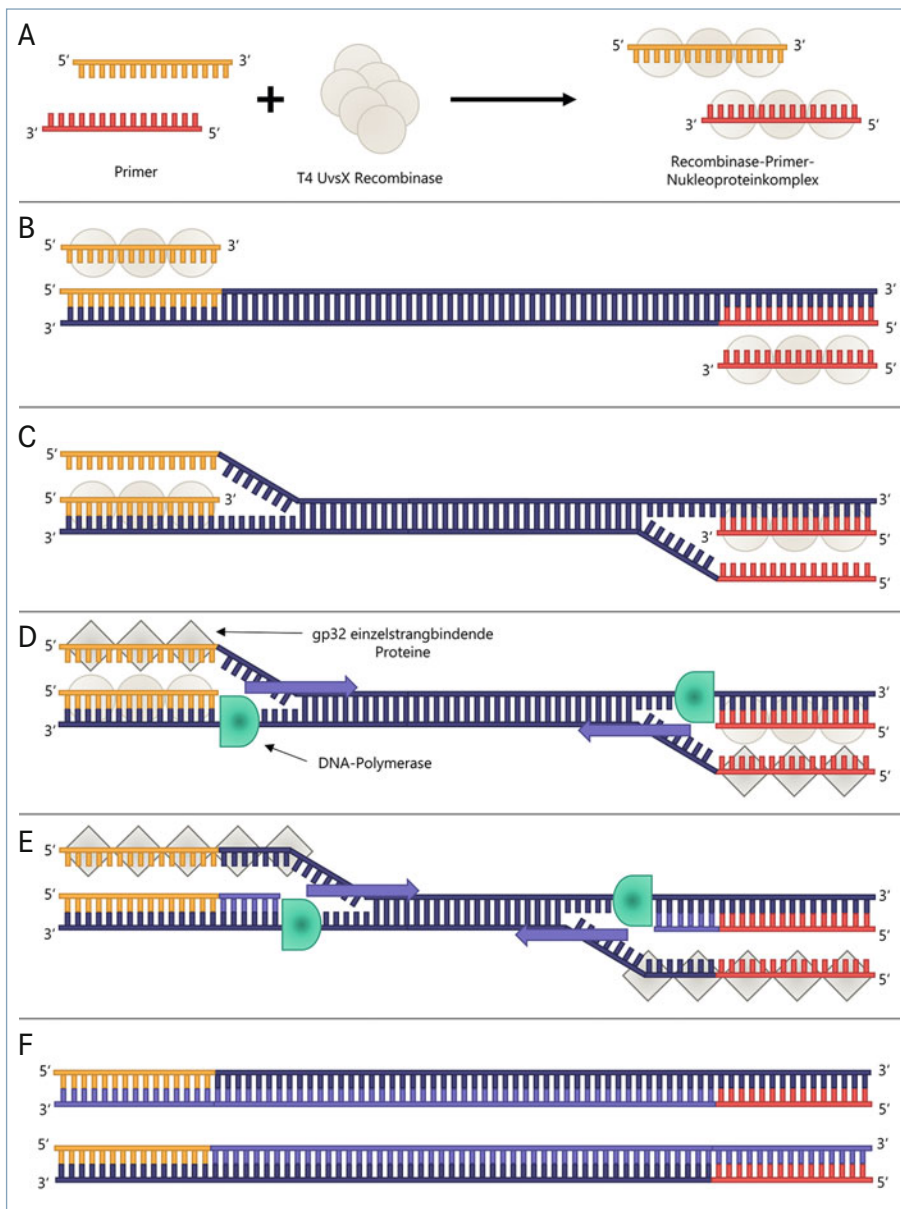 A
5′ 3′ 5′ 3′
3′ 5′ 3′ 5′
+
Primer
T4 UvsX Recombinase
Recombinase-Primer-
Nukleoproteinkomplex
B
5′ 3′
5′ 3′
3′ 5′
3′ 5′
C
5′
5′ 3′ 3′
3′ 3′ 5′
5′
D
gp32 einzelstrangbindende
Proteine
5′
5′ 3′
3′ 5′
DNA-Polymerase
5′
E
5′
5′ 3′
3′ 5′
5′
F
5′ 3′
3′ 5′
5′ 3′
3′ 5′